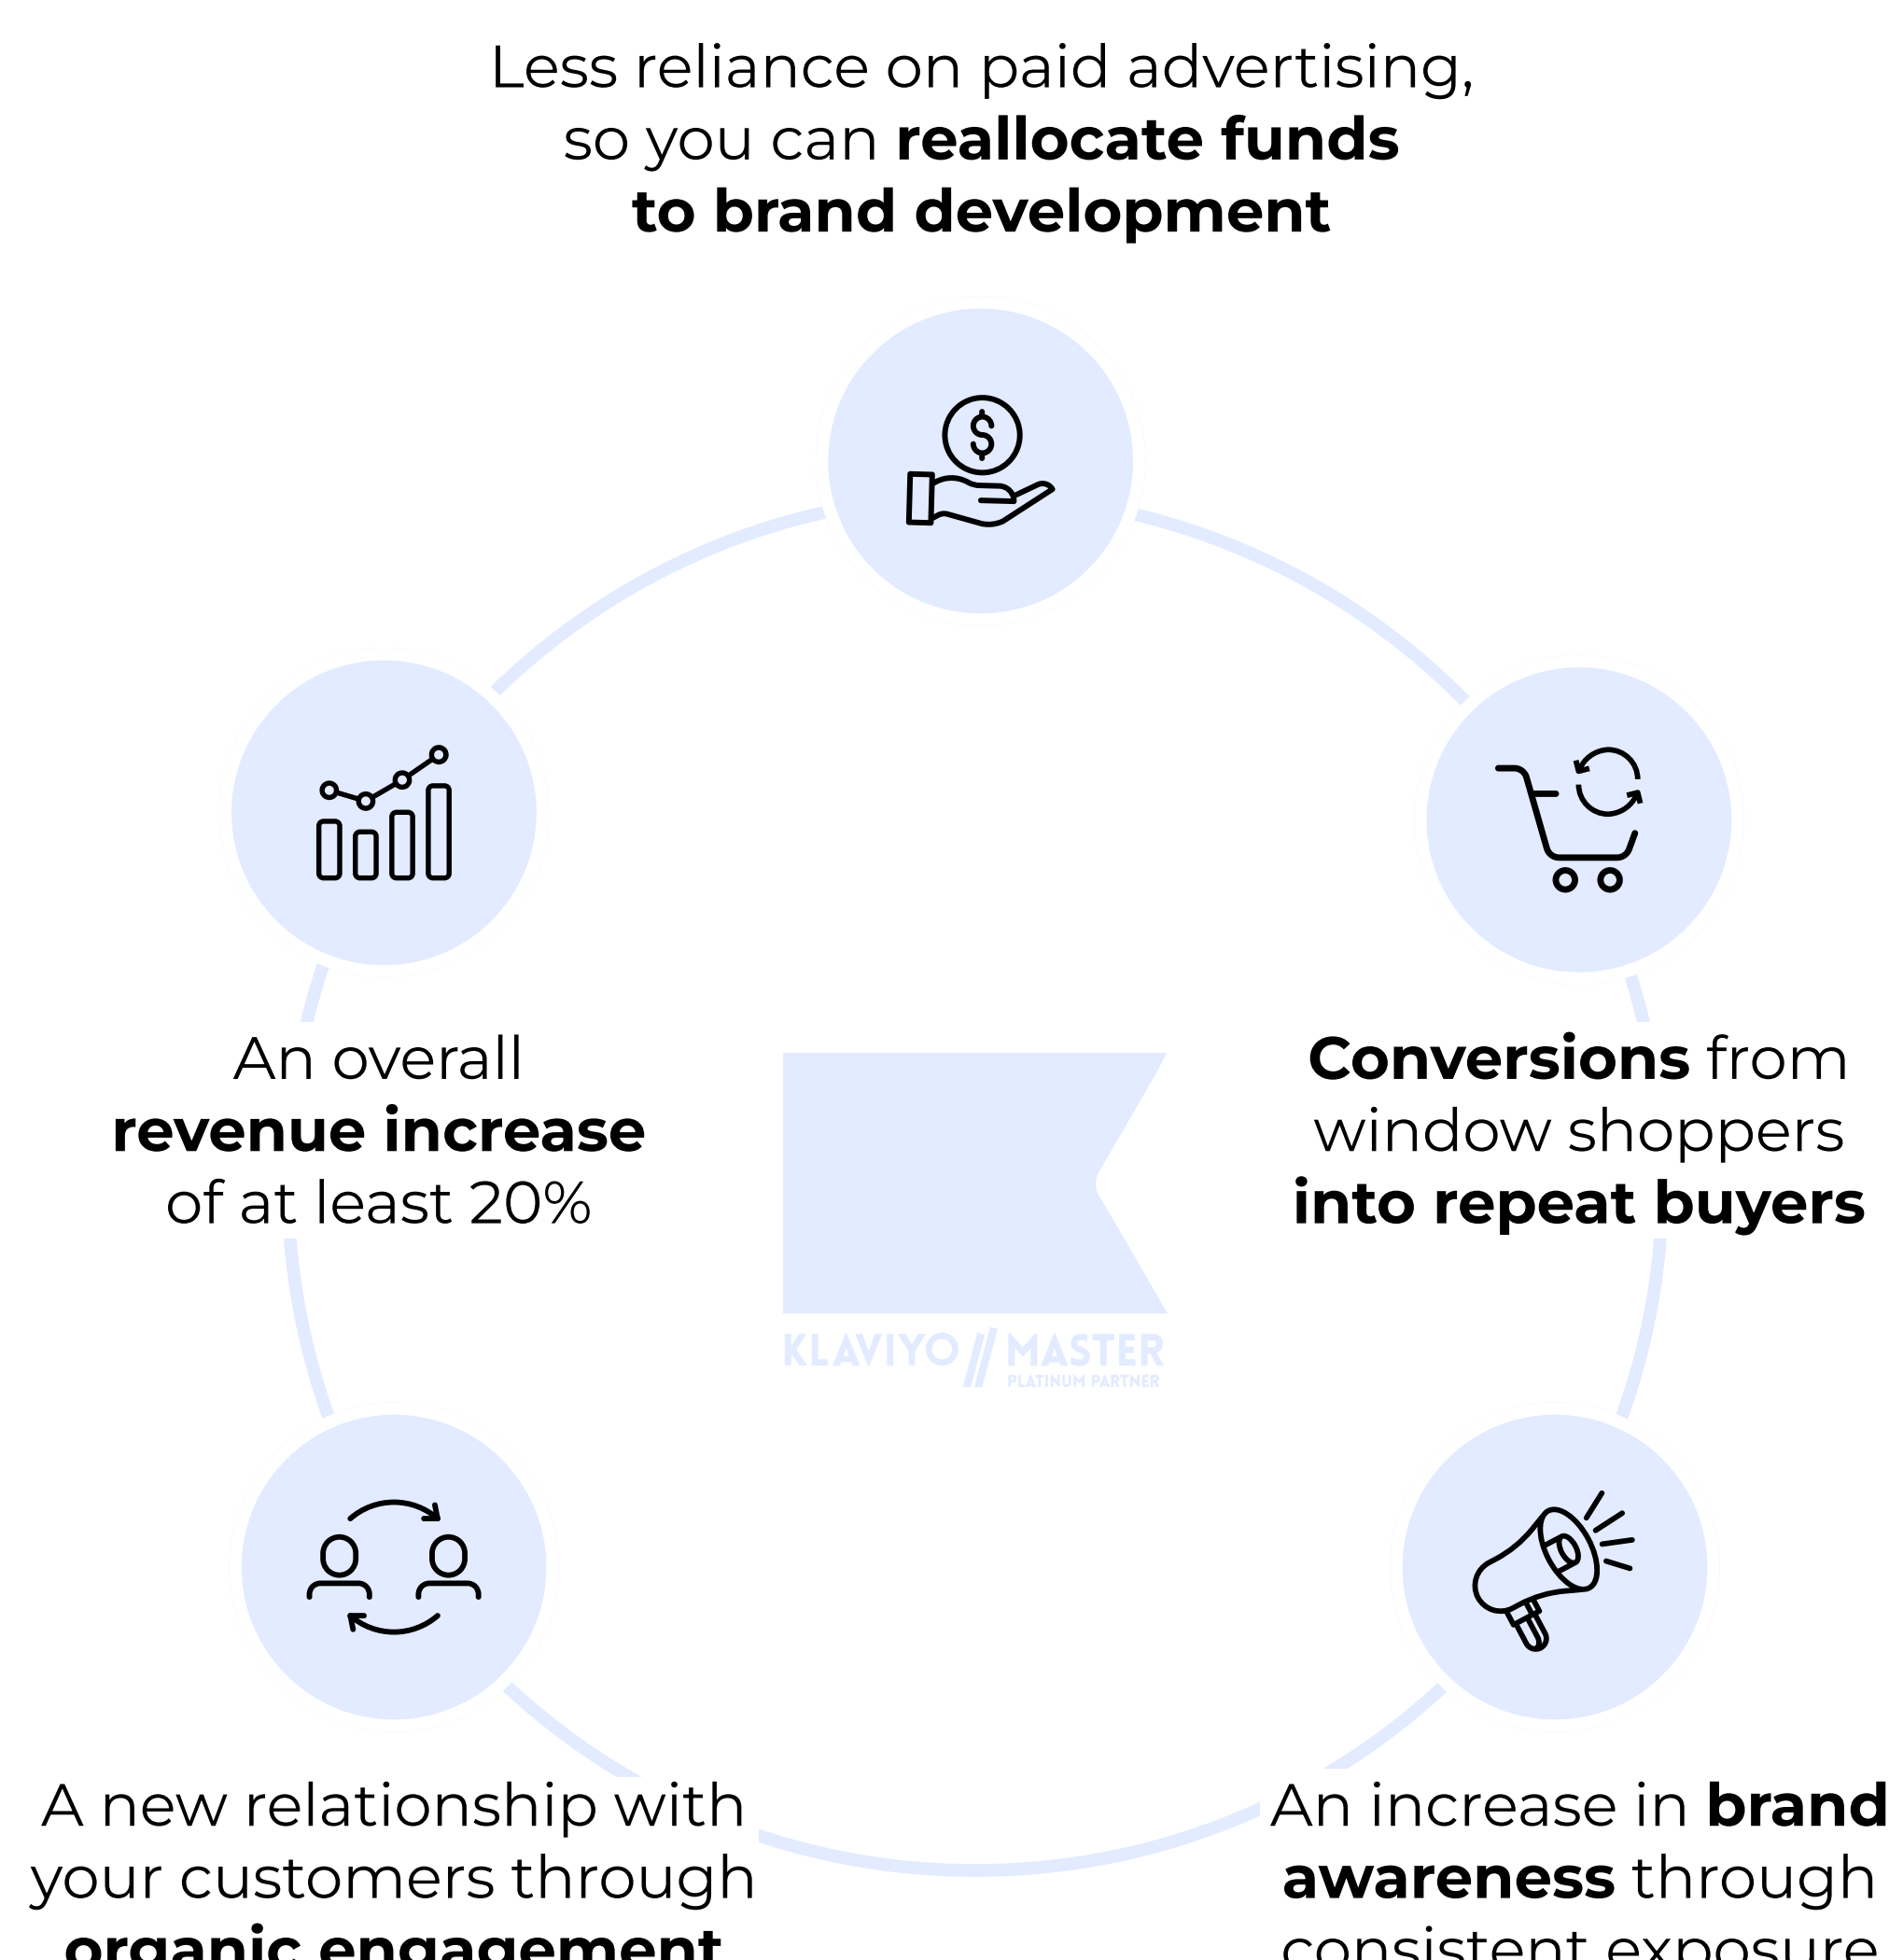 Less reliance on paid advertising,
so you can reallocate funds
to brand development
$
An overall
revenue increase
of at least 20%
Conversions from
window shoppers
into repeat buyers
KLAVIYO // MASTER
PLATINUM PARTNER
A new relationship with
your customers through
organic engagement
An increase in brand
awareness through
consistent exposure